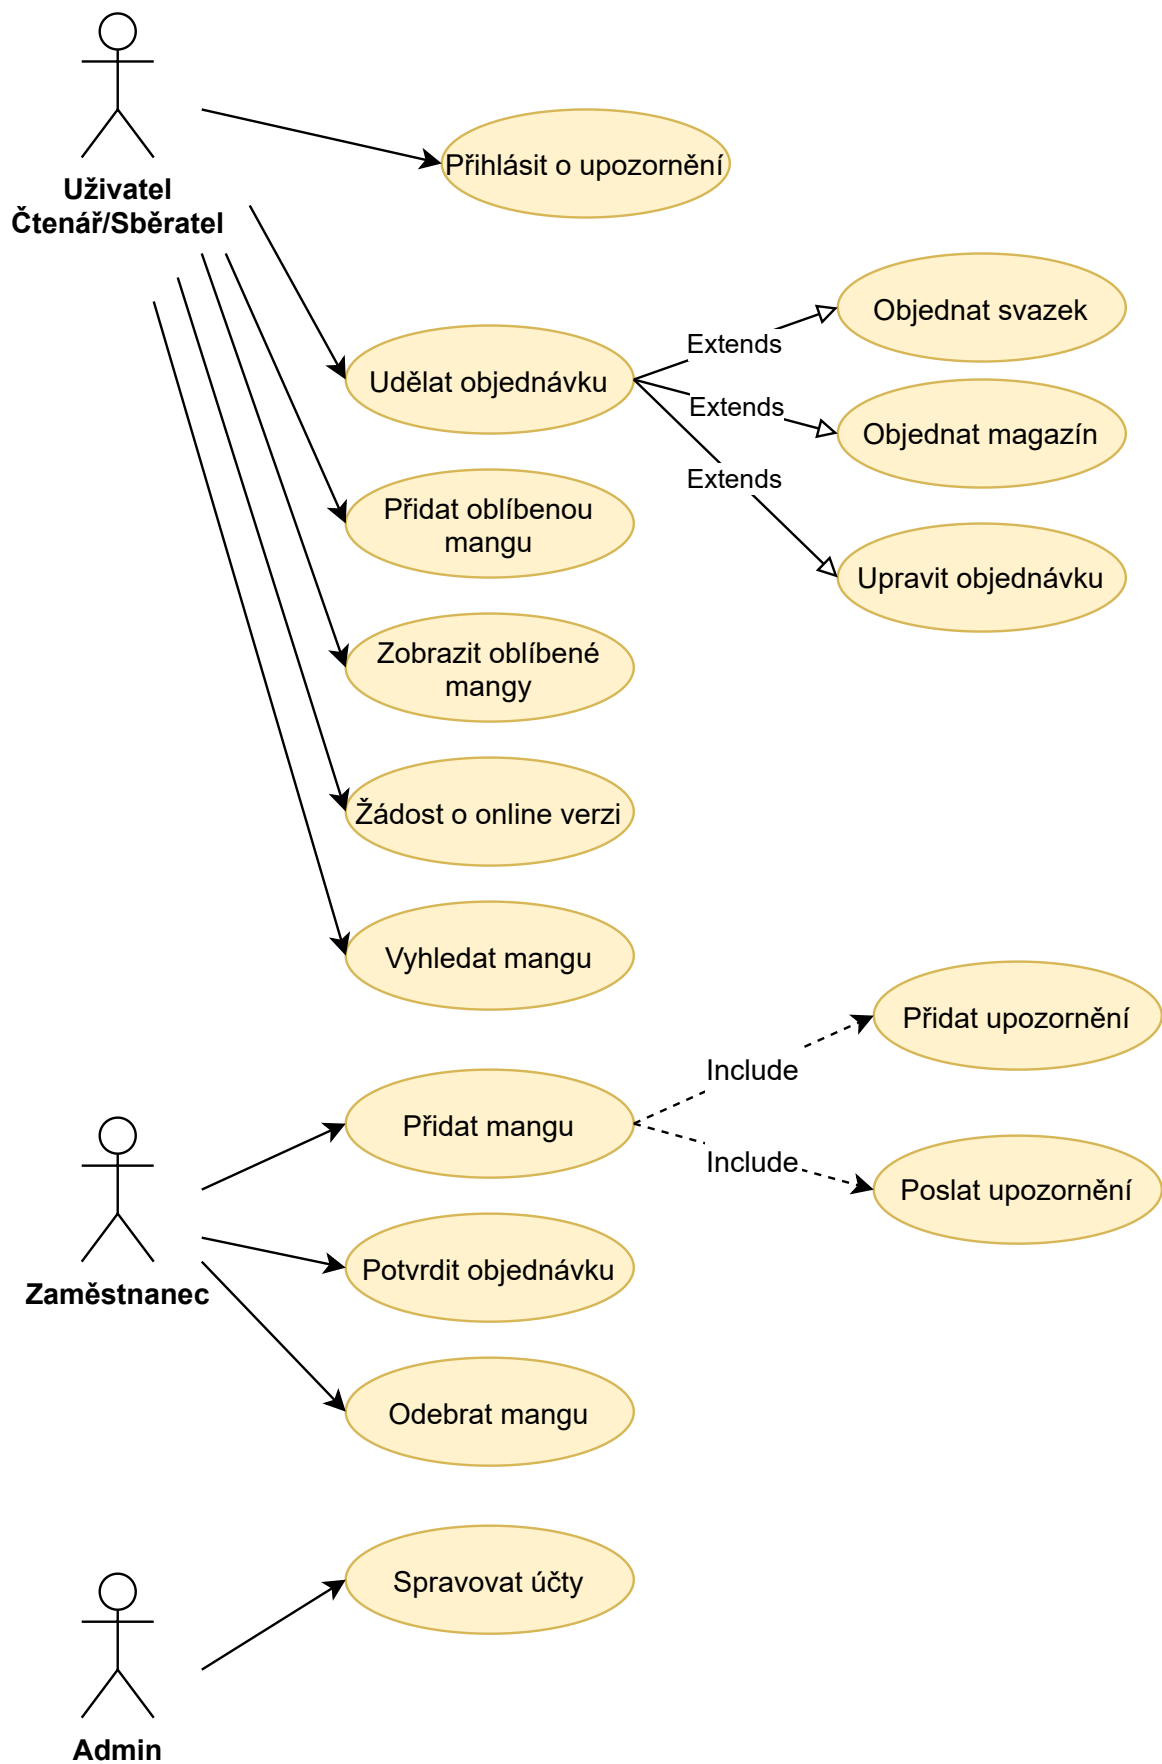 Uživatel
Čtenář/Sběratel
Přihlásit o upozornění
Udělat objednávku
Extends
Objednat svazek
Extends
Objednat magazín
Extends
Upravit objednávku
Přidat oblíbenou
mangu
Zobrazit oblíbené
mangy
Žádost o online verzi
Vyhledat mangu
Zaměstnanec
Přidat mangu
Include
Přidat upozornění
Include
Poslat upozornění
Potvrdit objednávku
Odebrat mangu
Admin
Spravovat účty